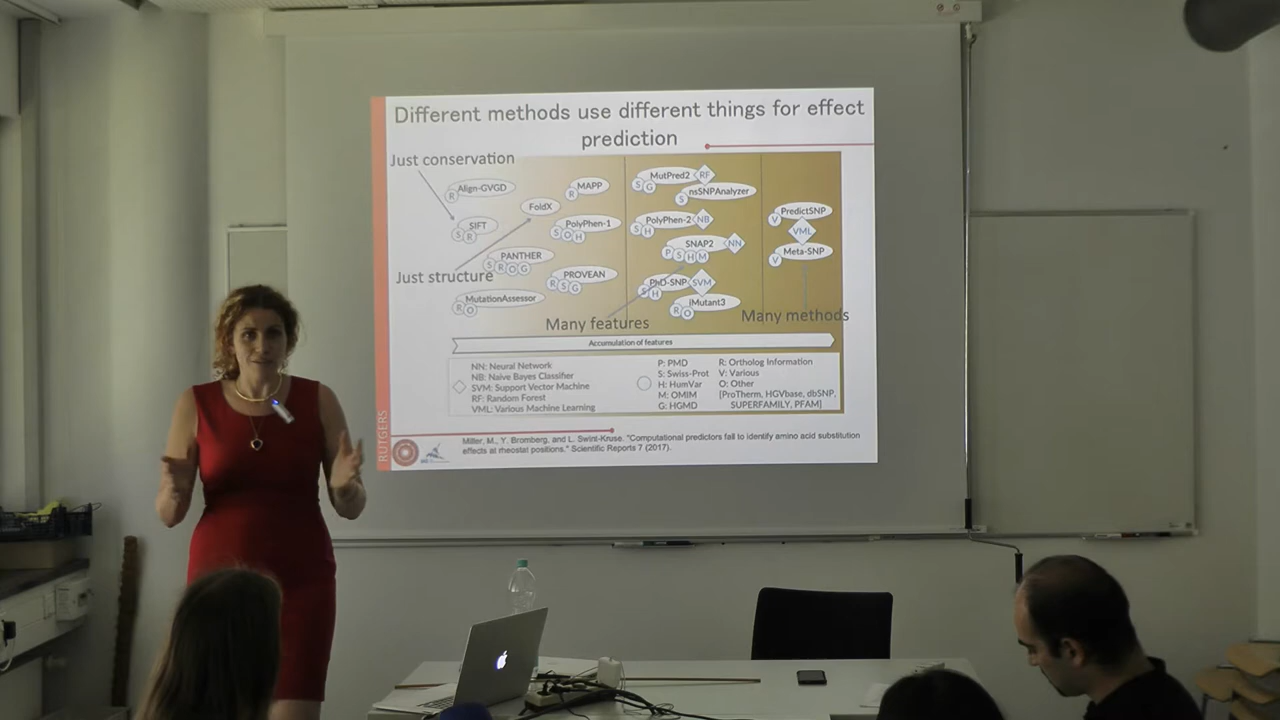 Different methods use different things for effect
prediction
Just conservation
Align-GVGD
R
MAPP
R
FoldX
SIFT
S R
PolyPhen-1
S O H
PANTHER
S R O G
Just structure
PROVEAN
R S G
MutationAssessor
R O
MutPred2 RF
S G
nsSNPAnalyzer
S
PolyPhen-2 NB
S H
SNAP2 NN
P S H M
PhD-SNP SVM
S H
iMutant3
R O
Many features
PredictSNP
V
VML
Meta-SNP
V
Many methods
Accumulation of features
NN: Neural Network
NB: Naive Bayes Classifier
SVM: Support Vector Machine
RF: Random Forest
VML: Various Machine Learning
P: PMD
S: Swiss-Prot
H: HumVar
M: OMIM
G: HGMD
R: Ortholog Information
V: Various
O: Other
[ProTherm, HGVbase, dbSNP,
SUPERFAMILY, PFAM]
RUTGERS
Miller, M., Y. Bromberg, and L. Swint-Kruse. "Computational predictors fail to identify amino acid substitution
effects at rheostat positions." Scientific Reports 7 (2017).